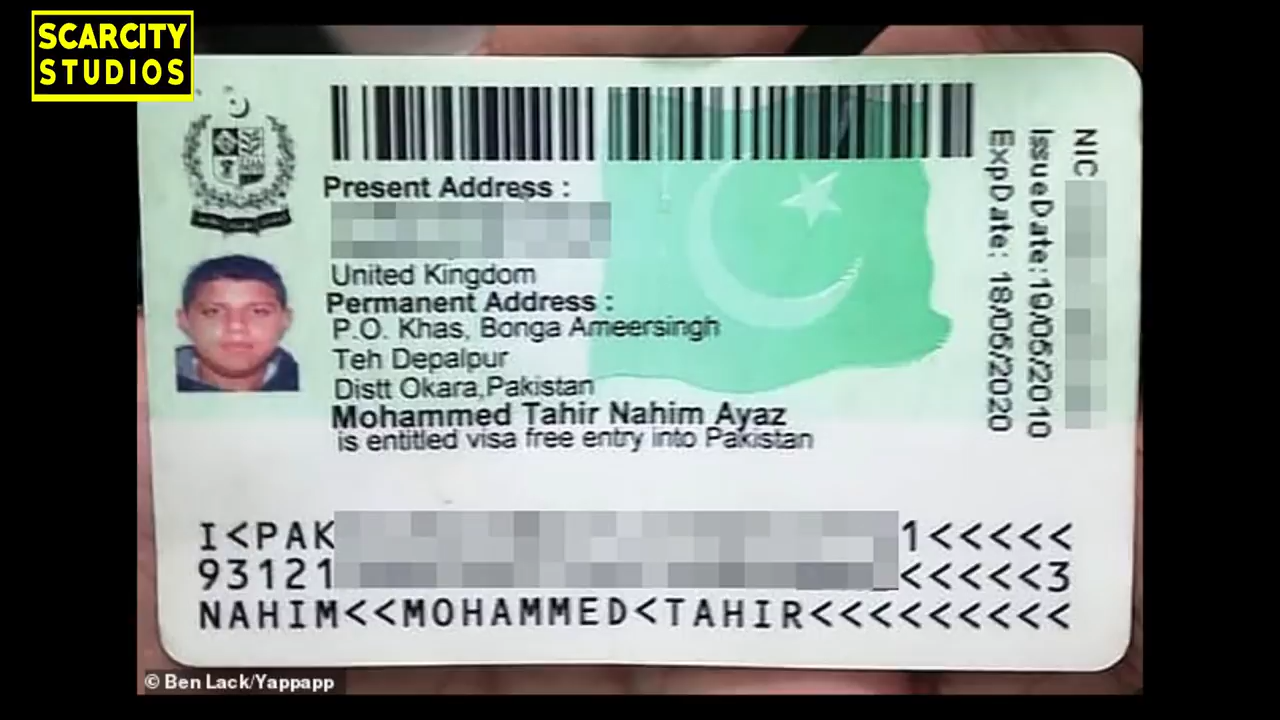 SCARCITY
STUDIOS
Present Address :
United Kingdom
Permanent Address :
P.O. Khas, Bonga Ameersingh
Teh Depalpur
Distt Okara,Pakistan
Mohammed Tahir Nahim Ayaz
is entitled visa free entry into Pakistan
NIC
IssueDate:19/05/2010
ExpDate: 18/05/2020
I<PAK
1<<<<<
93121
<<<<<3
NAHIM<<MOHAMMED<TAHIR<<<<<<<<<
© Ben Lack/Yappapp